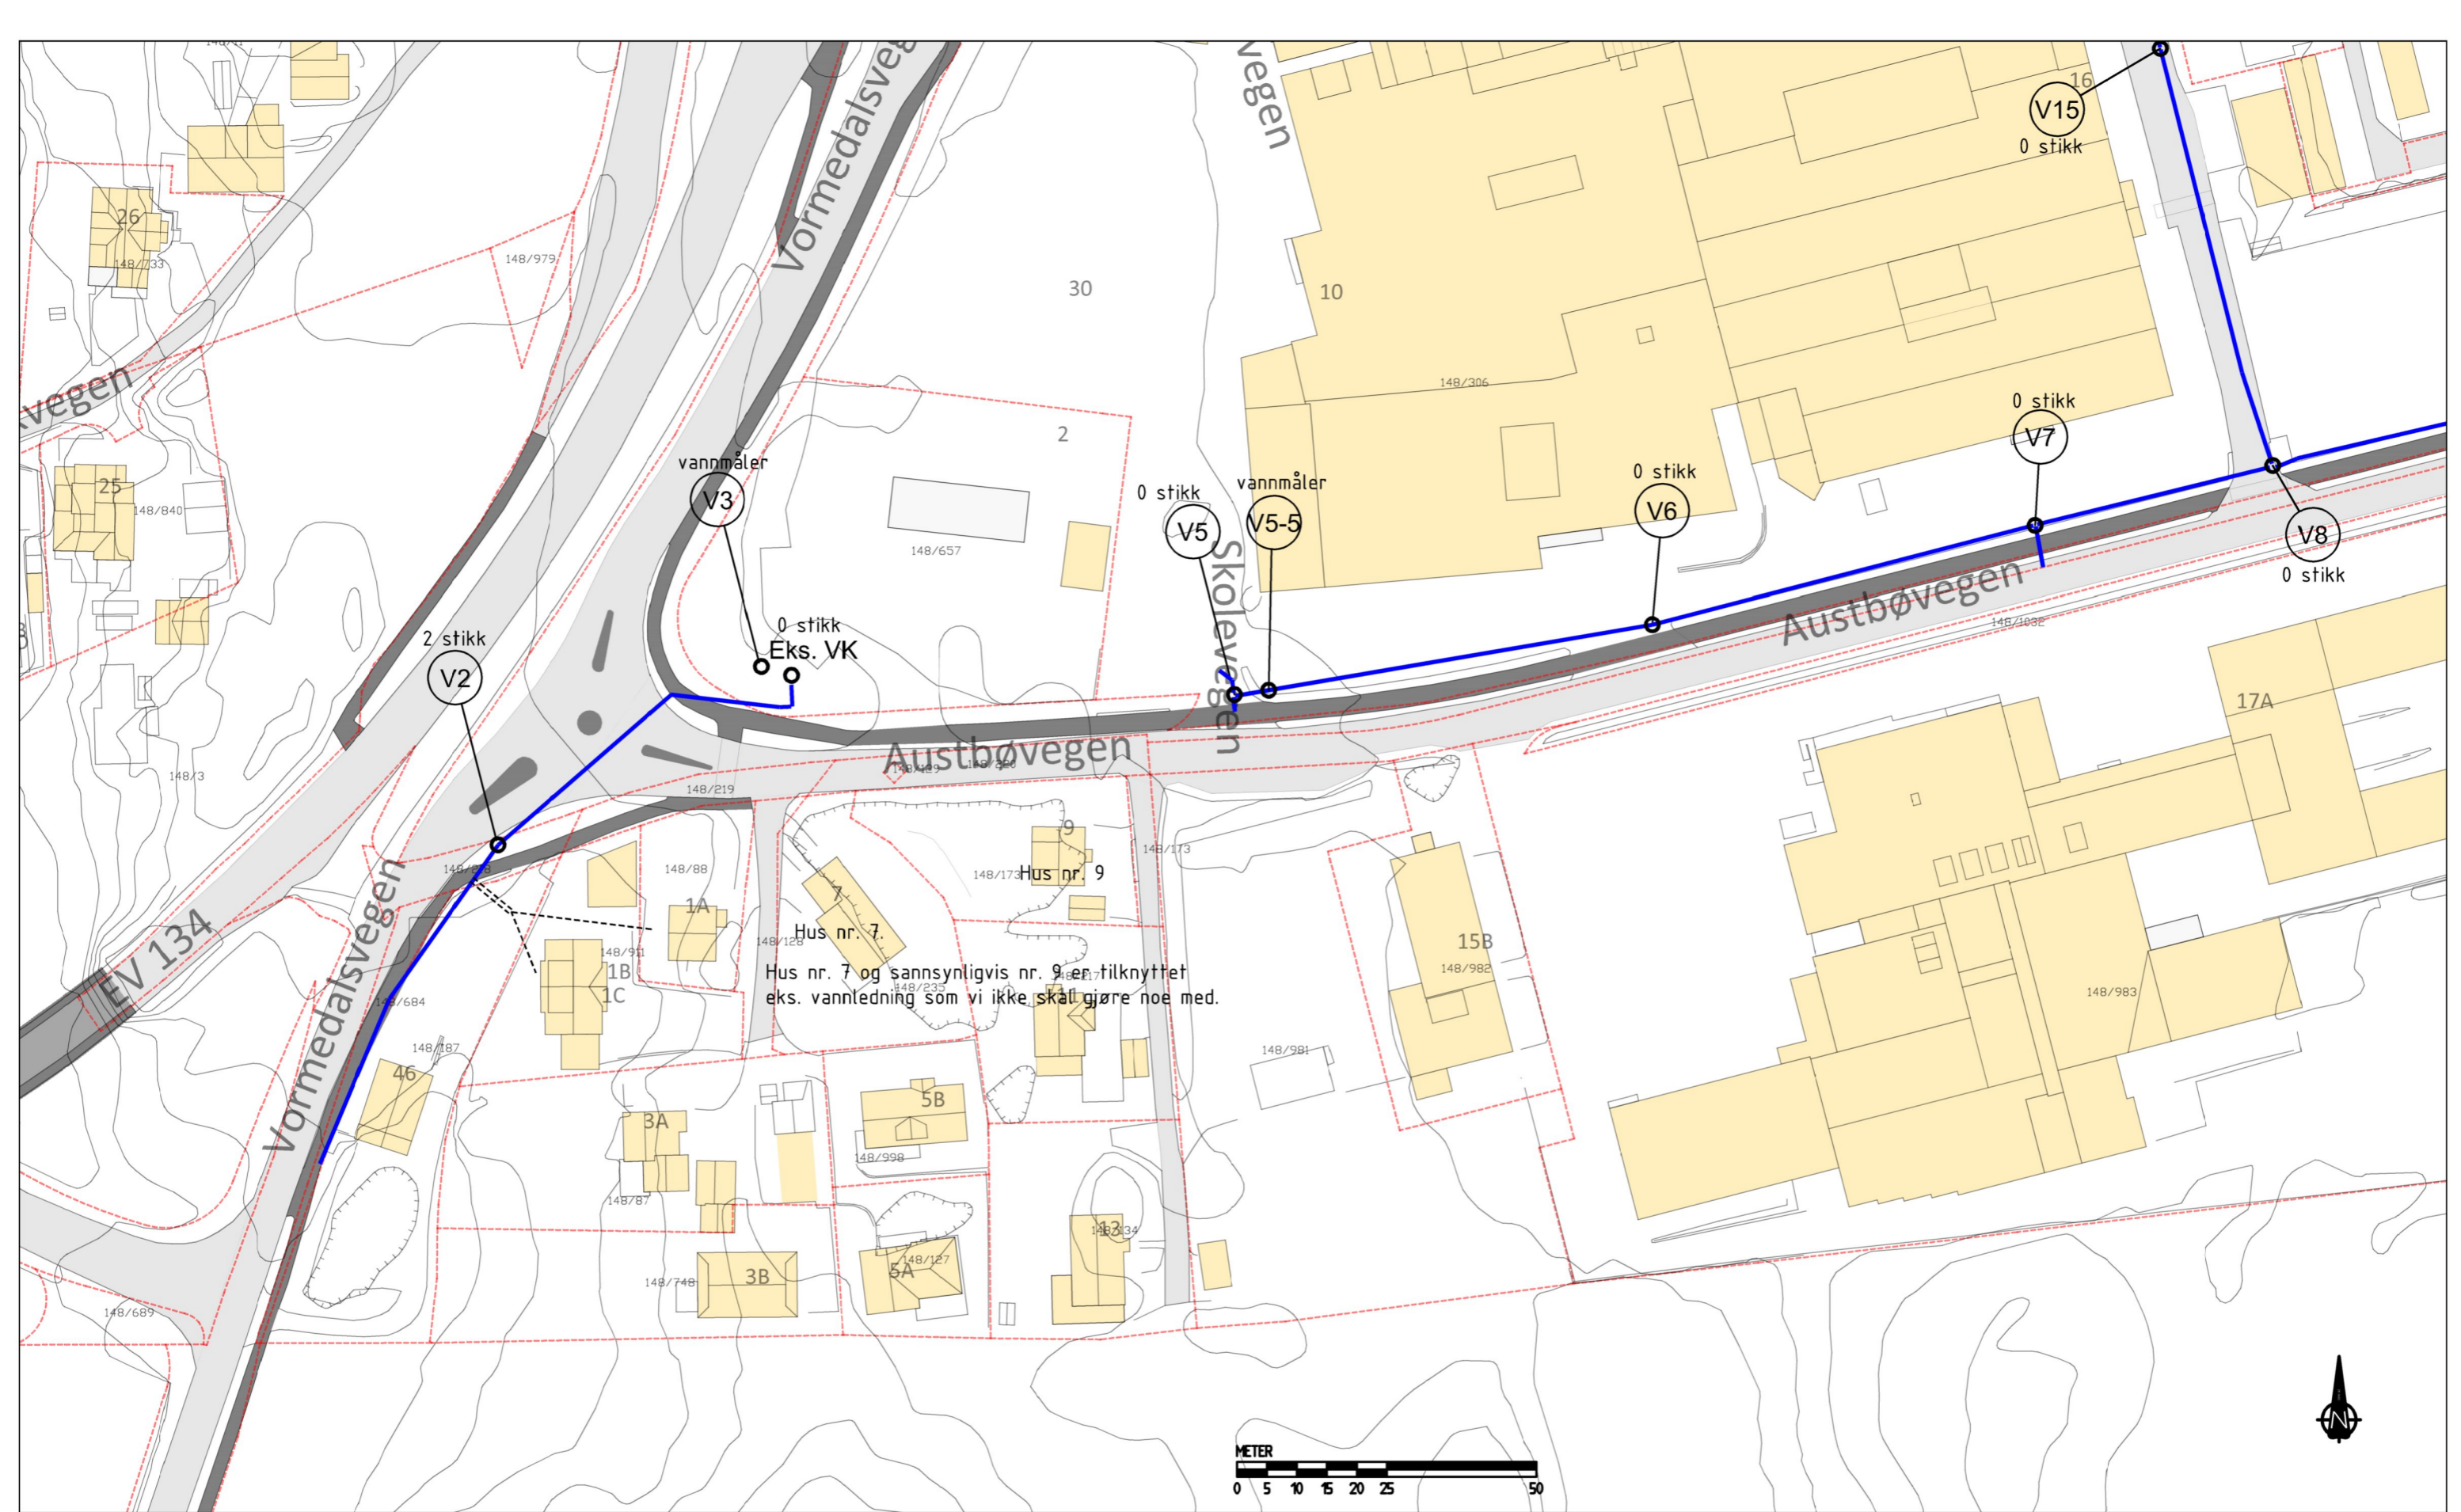 vegen
Vormedalsveg
16
V15
0 stikk
26
148/733
148/979
30
10
vegen
148/306
0 stikk
V7
2
vannmåler
V3
0 stikk
V5
vannmåler
V5-5
0 stikk
V6
V8
0 stikk
25
148/840
148/657
Skolevegen
Austbøvegen
148/1032
2 stikk
V2
0 stikk
Eks. VK
17A
148/3
Austbøvegen
148/129
148/219
148/88
1A
7
9
148/173
148/173
Hus nr. 9
Hus nr. 7.
148/128
EV 134
Vormedalsvegen
148/911
1B
1C
Hus nr. 7 og sannsynligvis nr. 9 er tilknyttet
eks. vannledning som vi ikke skal gjøre noe med.
148/235
15B
148/982
148/983
148/684
148/187
46
148/981
3A
5B
148/998
148/87
13
148/134
148/748
3B
5A
148/127
148/689
METER
0 5 10 15 20 25 50
N